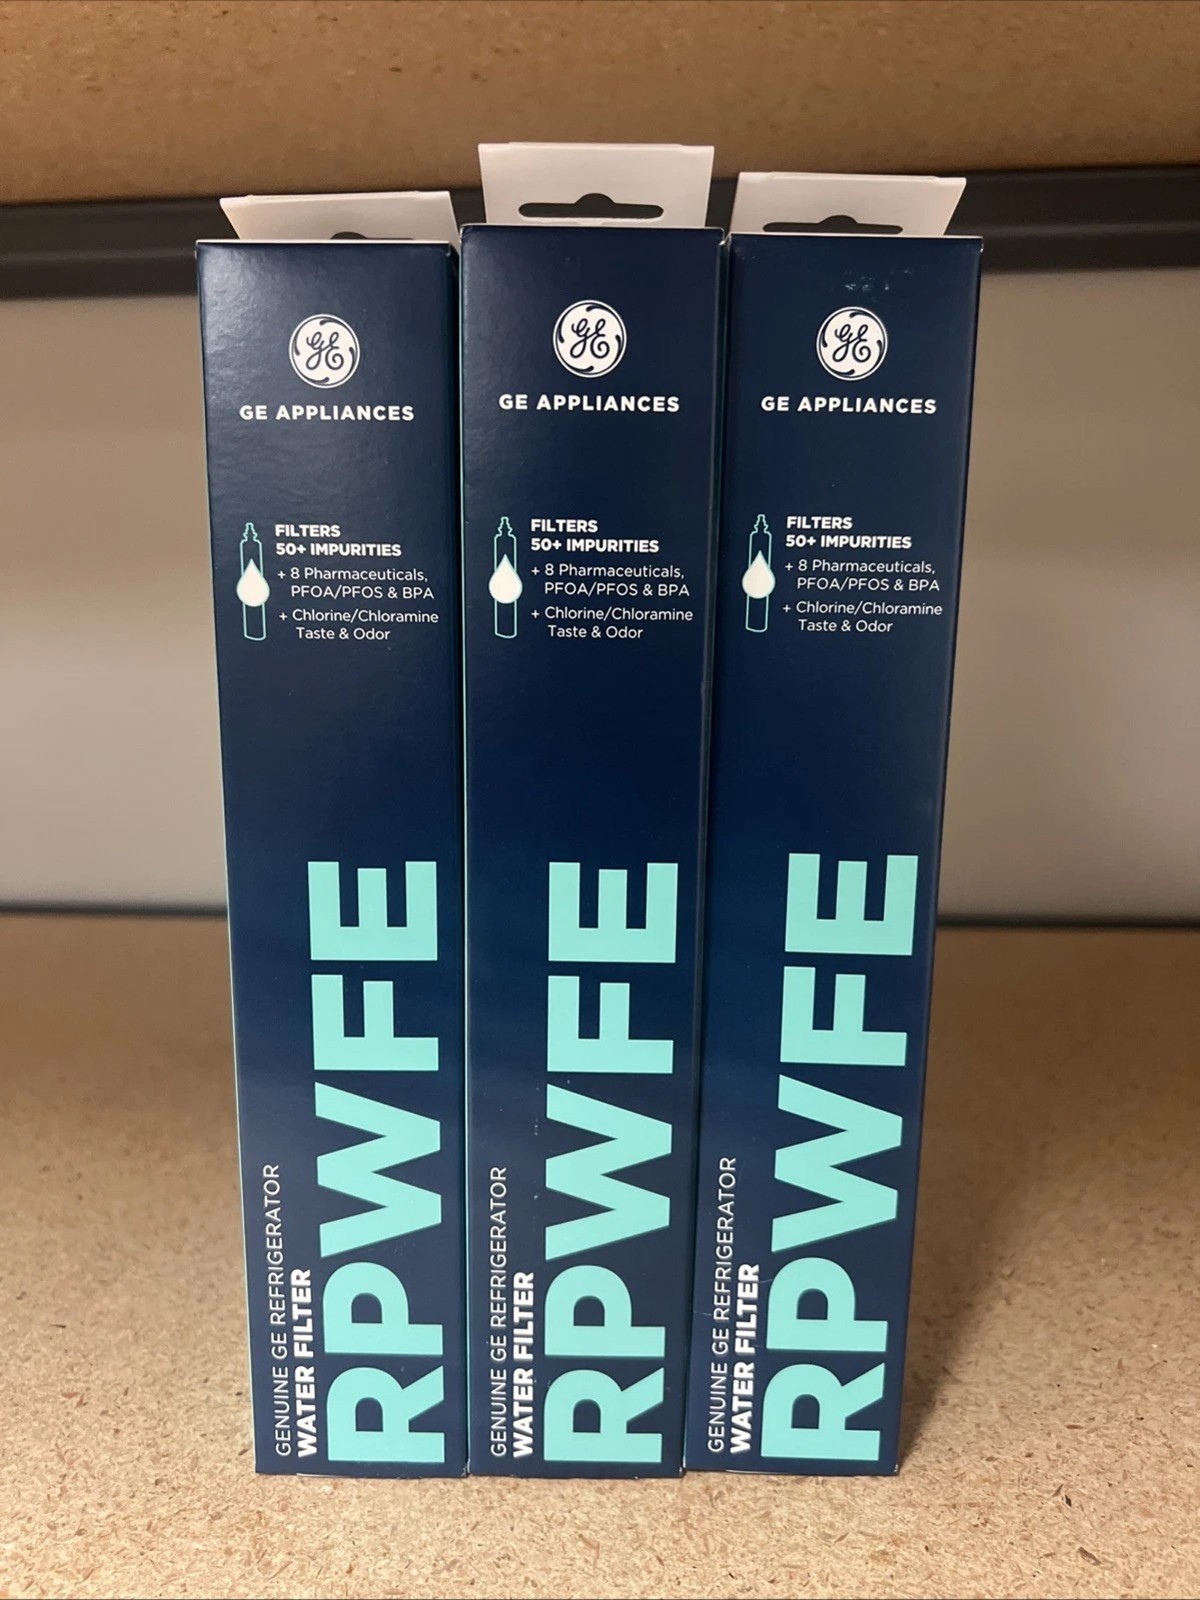 GE
GE APPLIANCES
FILTERS
50+ IMPURITIES
+ 8 Pharmaceuticals,
PFOA/PFOS & BPA
+ Chlorine/Chloramine
Taste & Odor
GENUINE GE REFRIGERATOR
WATER FILTER
RPWFE
GE
GE APPLIANCES
FILTERS
50+ IMPURITIES
+ 8 Pharmaceuticals,
PFOA/PFOS & BPA
+ Chlorine/Chloramine
Taste & Odor
GENUINE GE REFRIGERATOR
WATER FILTER
RPWFE
GE
GE APPLIANCES
FILTERS
50+ IMPURITIES
+ 8 Pharmaceuticals,
PFOA/PFOS & BPA
+ Chlorine/Chloramine
Taste & Odor
GENUINE GE REFRIGERATOR
WATER FILTER
RPWFE